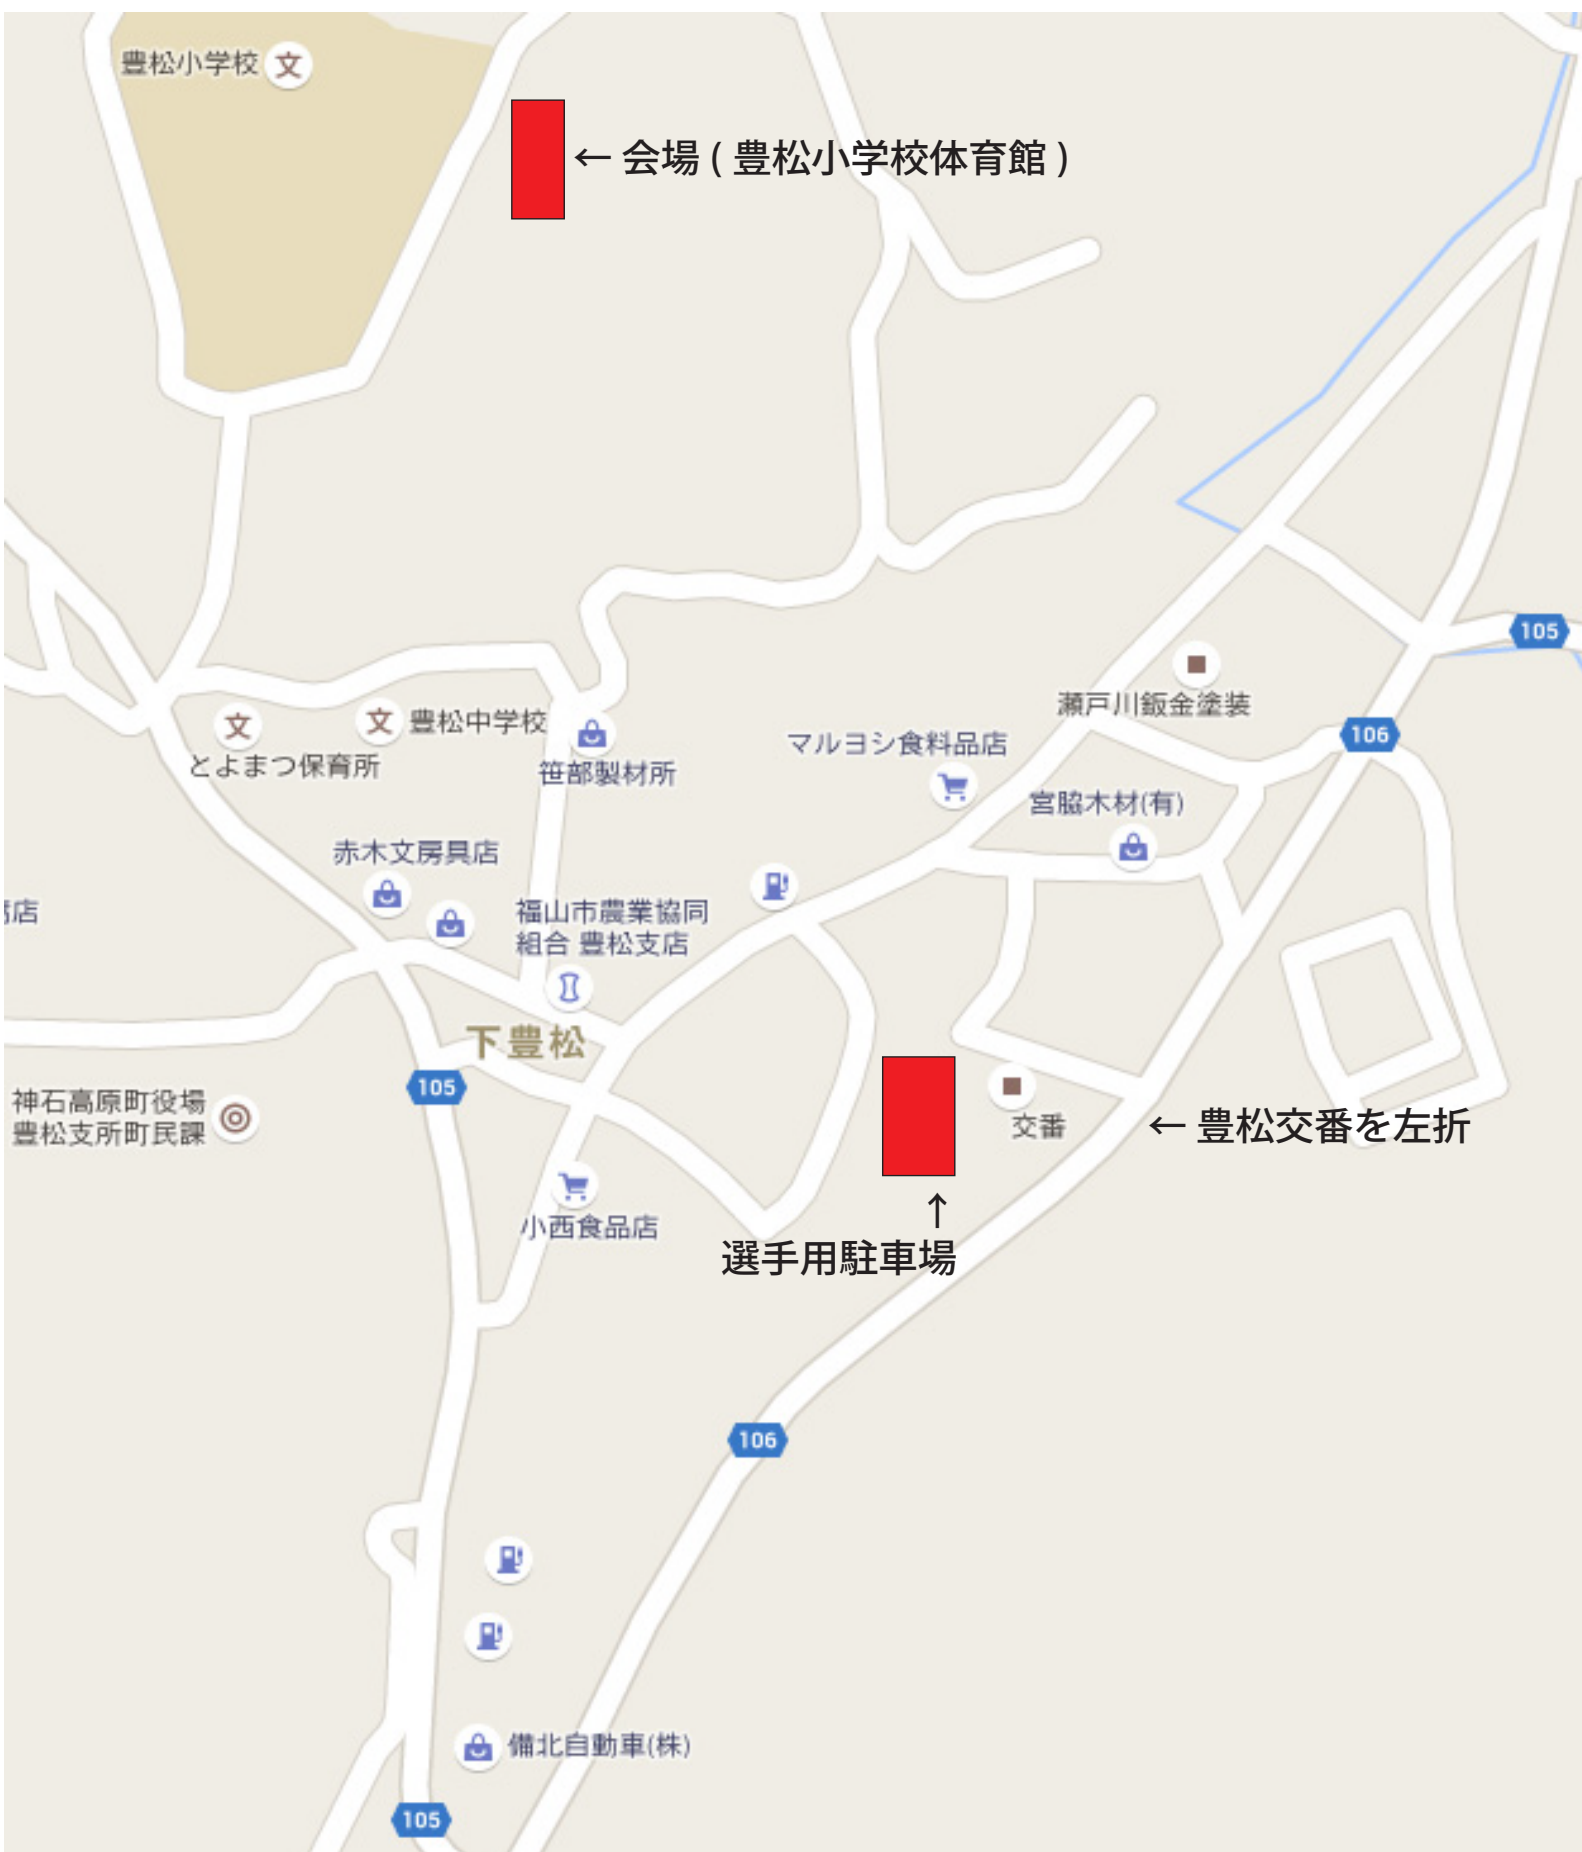 豊松小学校 文
← 会場 ( 豊松小学校体育館 )
105
瀬戸川鈑金塗装
106
文
とよまつ保育所
文 豊松中学校
笹部製材所
マルヨシ食料品店
宮脇木材(有)
赤木文房具店
店
福山市農業協同
組合 豊松支店
下豊松
105
神石高原町役場
豊松支所町民課
交番
← 豊松交番を左折
小西食品店
↑
選手用駐車場
106
備北自動車(株)
105